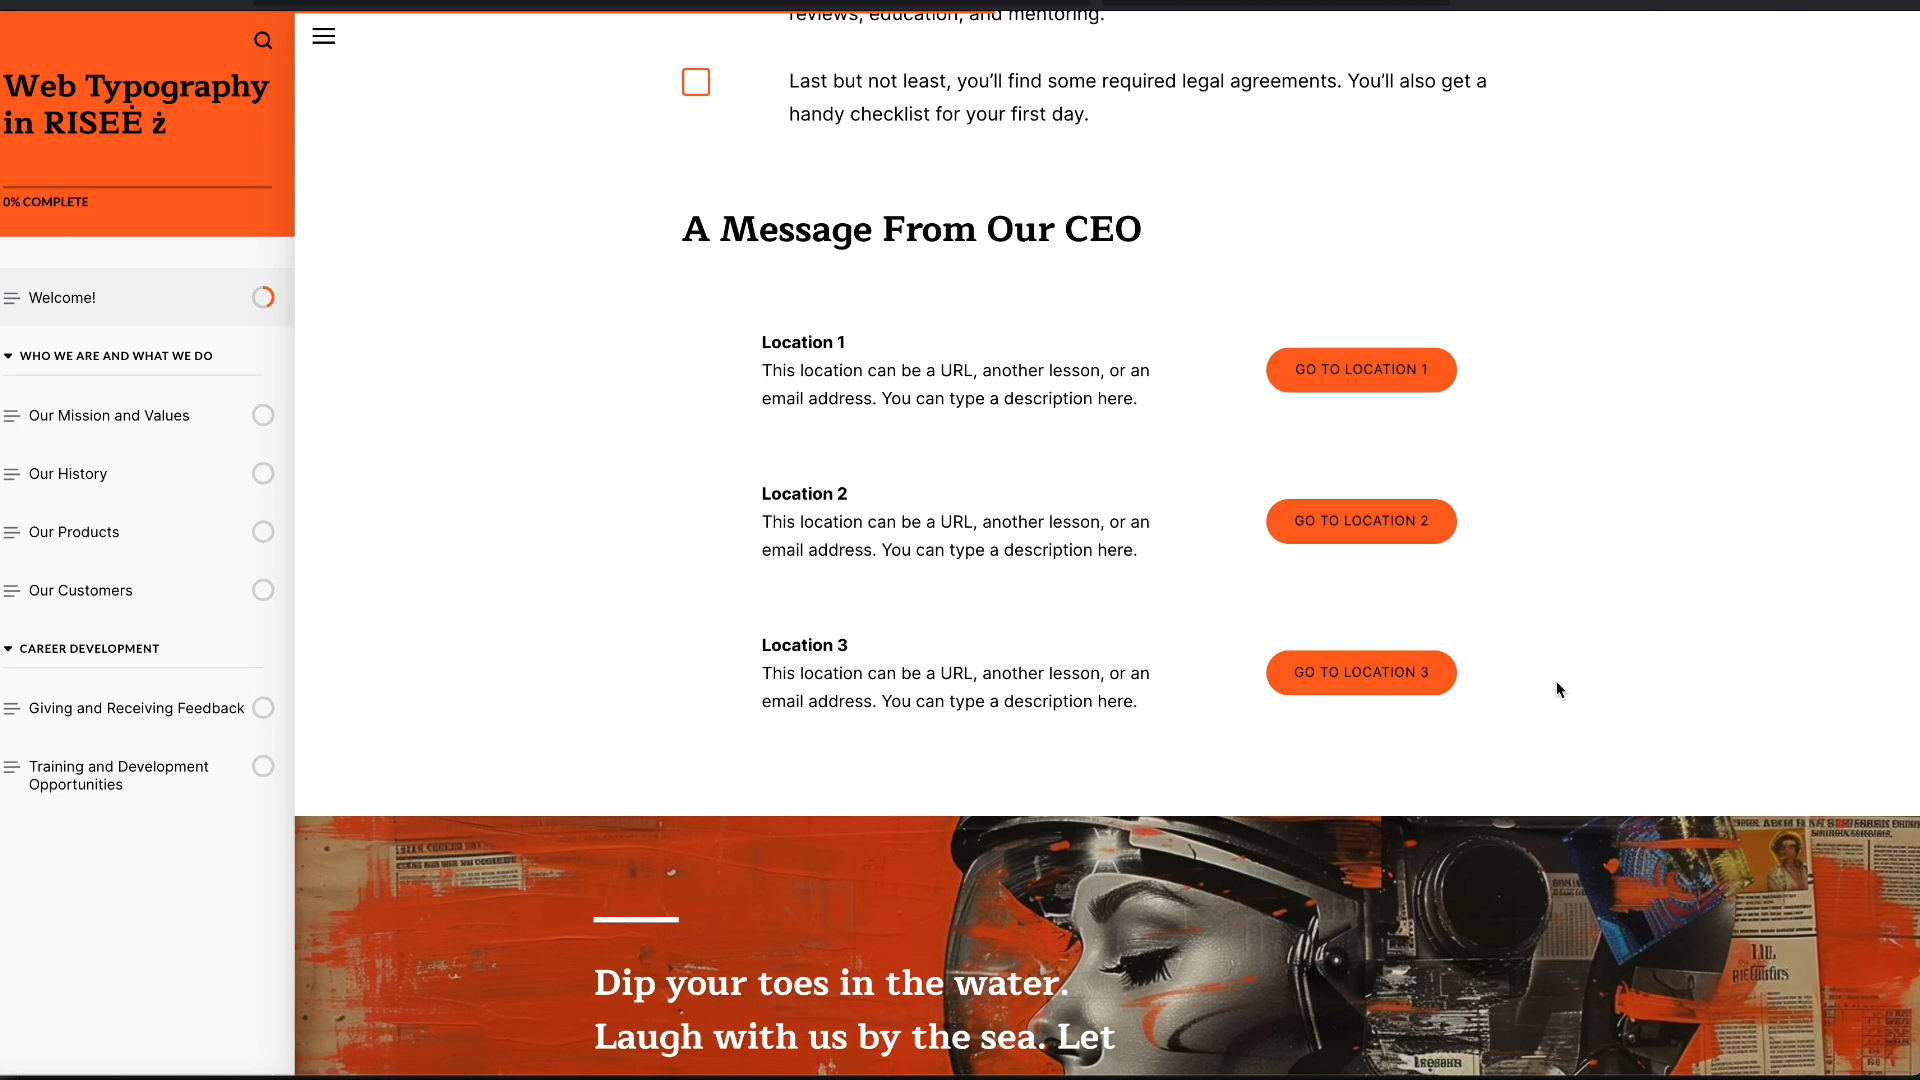 Web Typography
in RISEĖ ż
0% COMPLETE
Welcome!
WHO WE ARE AND WHAT WE DO
Our Mission and Values
Our History
Our Products
Our Customers
CAREER DEVELOPMENT
Giving and Receiving Feedback
Training and Development
Opportunities
reviews, education, and mentoring.
Last but not least, you’ll find some required legal agreements. You’ll also get a
handy checklist for your first day.
A Message From Our CEO
Location 1
This location can be a URL, another lesson, or an
email address. You can type a description here.
GO TO LOCATION 1
Location 2
This location can be a URL, another lesson, or an
email address. You can type a description here.
GO TO LOCATION 2
Location 3
This location can be a URL, another lesson, or an
email address. You can type a description here.
GO TO LOCATION 3
Dip your toes in the water.
Laugh with us by the sea. Let